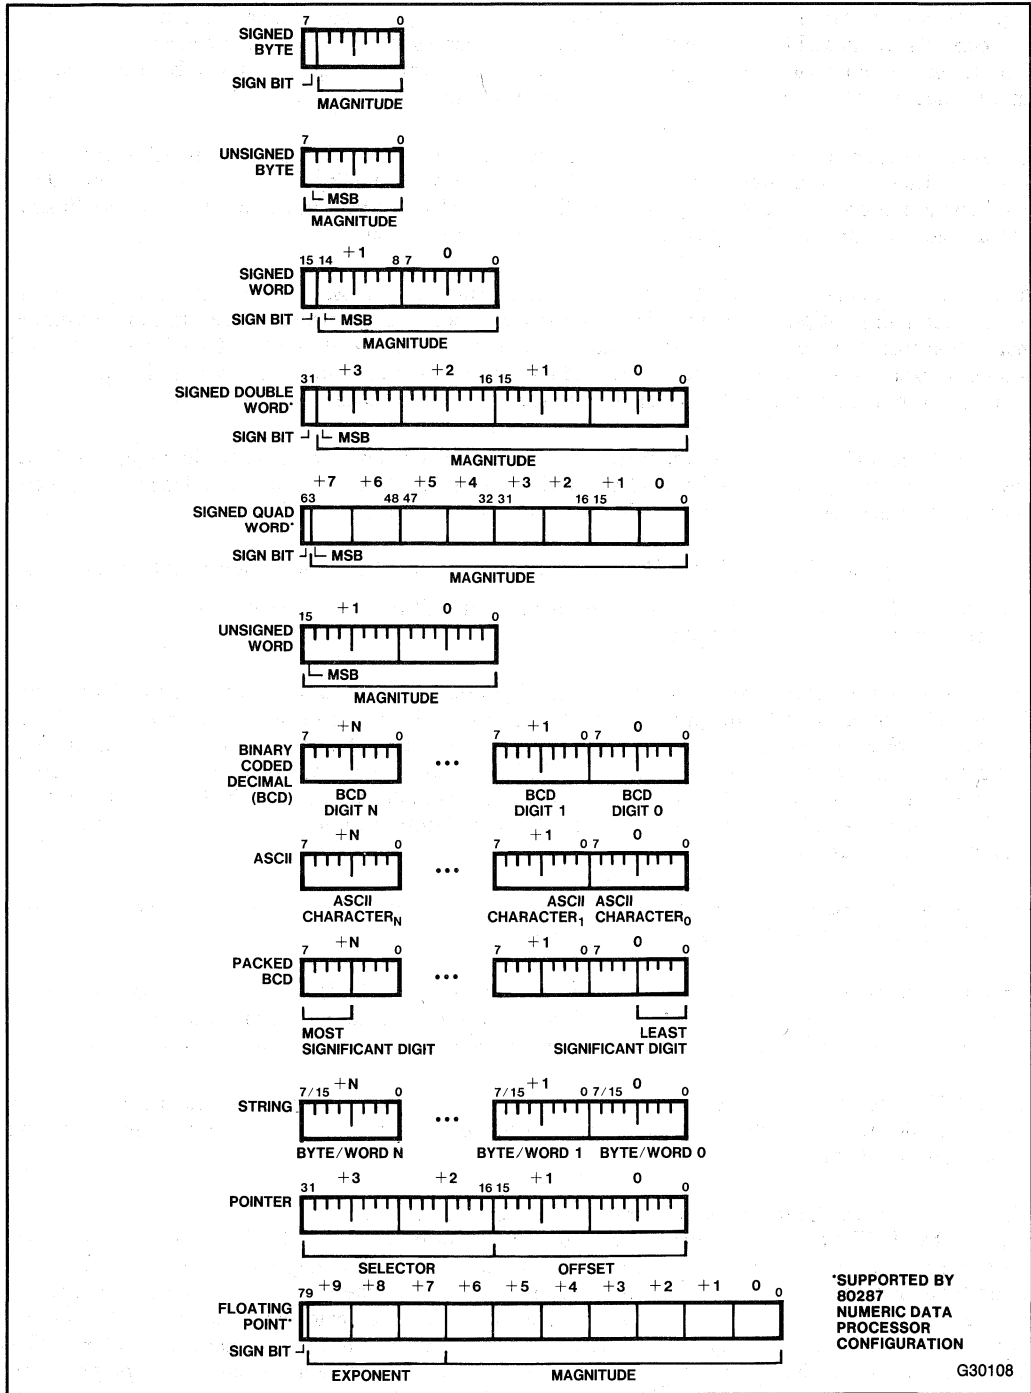 7 0
SIGNED
BYTE
SIGN BIT
MAGNITUDE
7 0
UNSIGNED
BYTE
MSB
MAGNITUDE
+1 0
15 14 8 7 0
SIGNED
WORD
SIGN BIT MSB
MAGNITUDE
+3 +2 +1 0
31 16 15 0
SIGNED DOUBLE
WORD*
SIGN BIT MSB
MAGNITUDE
+7 +6 +5 +4 +3 +2 +1 0
63 48 47 32 31 16 15 0
SIGNED QUAD
WORD*
SIGN BIT MSB
MAGNITUDE
+1 0
15 0
UNSIGNED
WORD
MSB
MAGNITUDE
+N +1 0
7 0 7 0 7 0
BINARY
CODED
DECIMAL
(BCD)
...
BCD BCD BCD
DIGIT N DIGIT 1 DIGIT 0
+N +1 0
7 0 7 0 7 0
ASCII ...
ASCII ASCII ASCII
CHARACTER_N CHARACTER_1 CHARACTER_0
+N +1 0
7 0 7 0 7 0
PACKED
BCD
...
MOST LEAST
SIGNIFICANT DIGIT SIGNIFICANT DIGIT
+N +1 0
7/15 0 7/15 0 7/15 0
STRING ...
BYTE/WORD N BYTE/WORD 1 BYTE/WORD 0
+3 +2 +1 0
31 16 15 0
POINTER
SELECTOR OFFSET
+9 +8 +7 +6 +5 +4 +3 +2 +1 0
79 0
FLOATING
POINT*
SIGN BIT
EXPONENT MAGNITUDE
*SUPPORTED BY
80287
NUMERIC DATA
PROCESSOR
CONFIGURATION
G30108